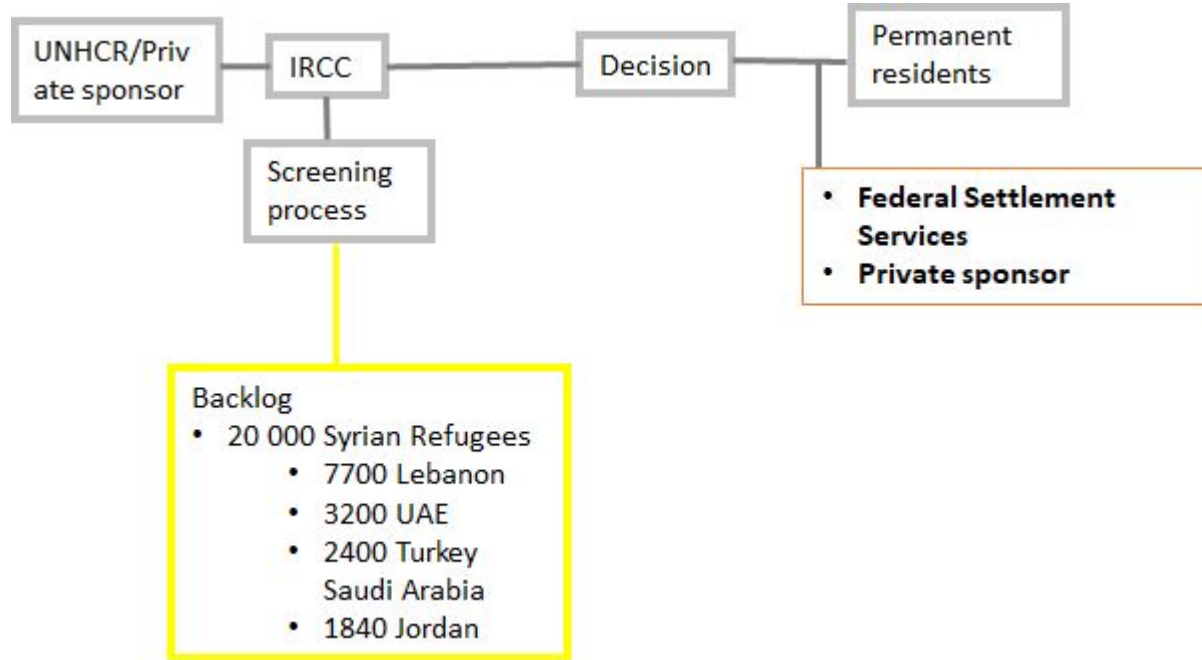 UNHCR/Priv
ate sponsor
IRCC
Decision
Permanent
residents
Screening
process
• Federal Settlement
Services
• Private sponsor
Backlog
• 20 000 Syrian Refugees
• 7700 Lebanon
• 3200 UAE
• 2400 Turkey
Saudi Arabia
• 1840 Jordan